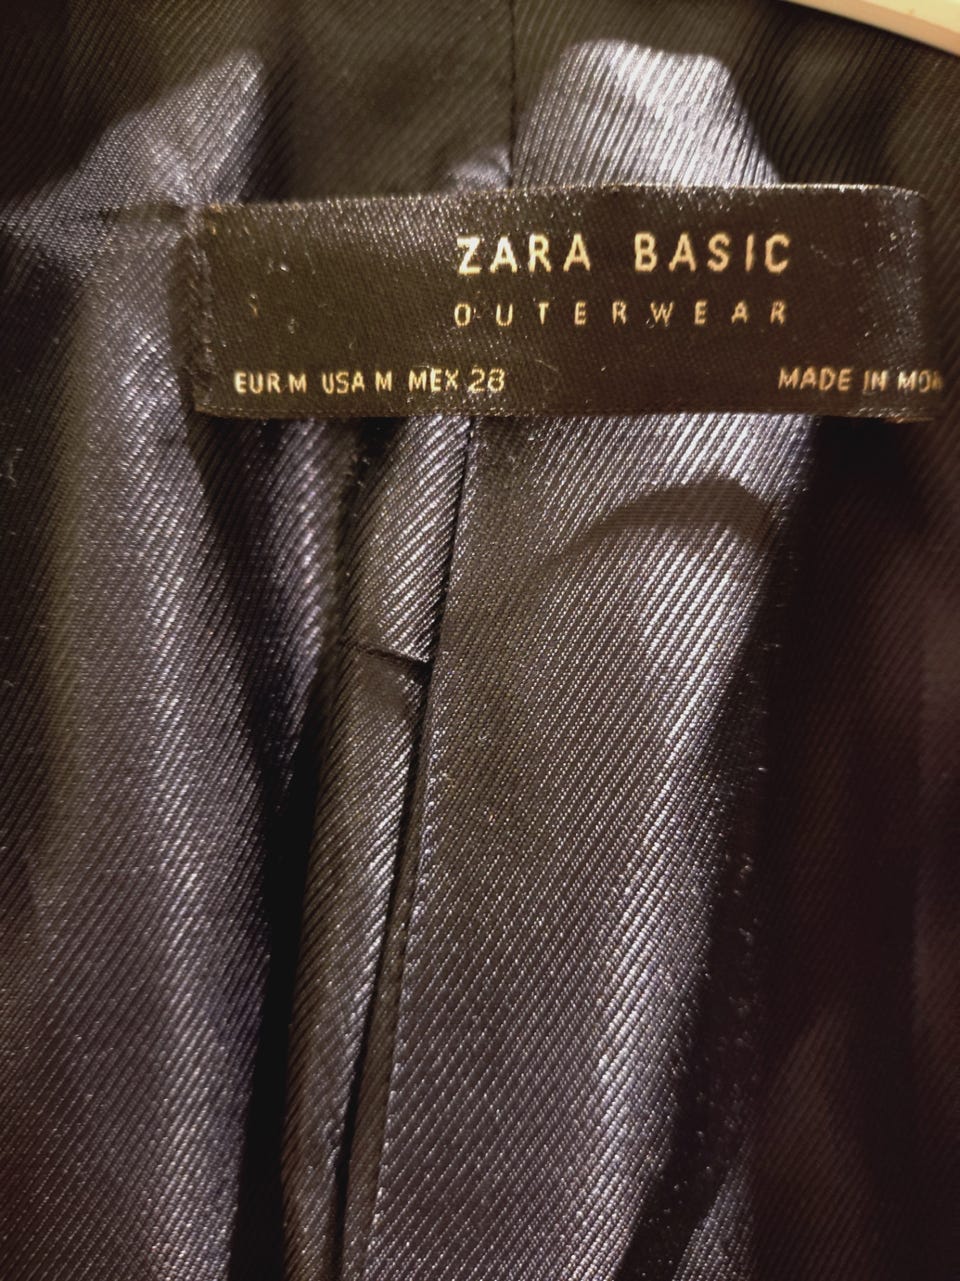 ZARA BASIC
OUTERWEAR
EUR M USA M MEX 28 MADE IN